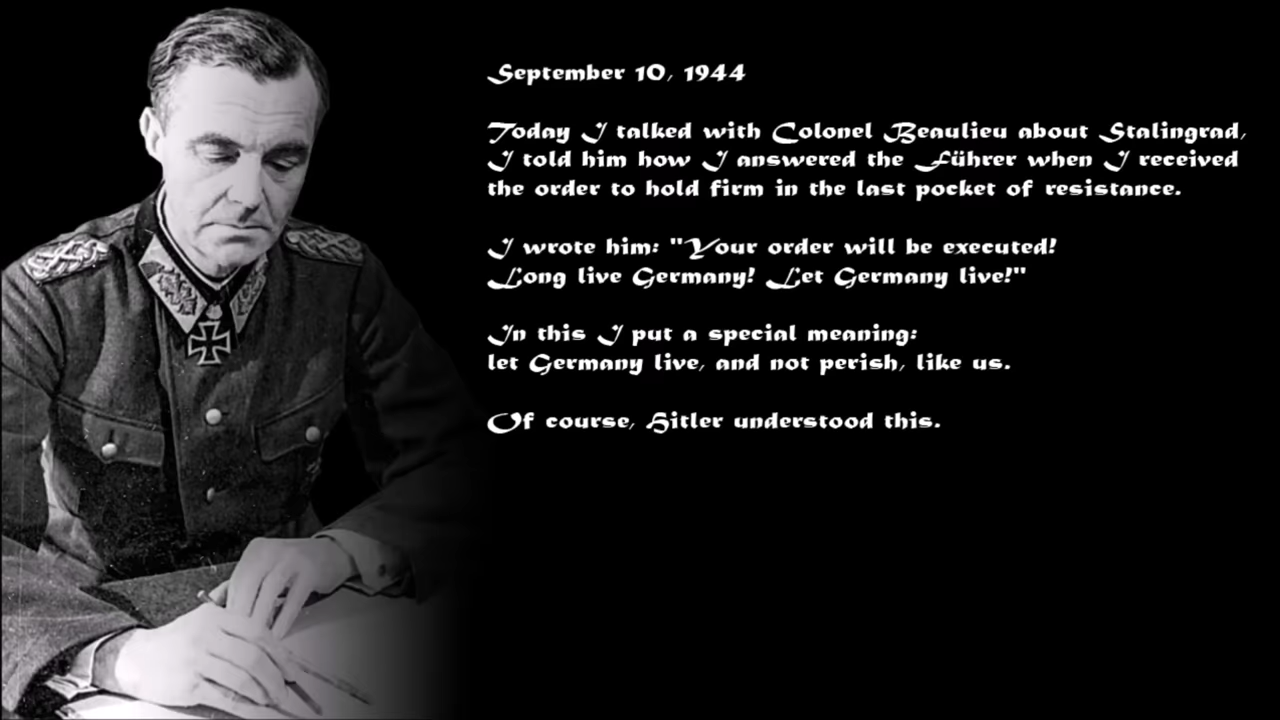 September 10, 1944
Today I talked with Colonel Beaulieu about Stalingrad,
I told him how I answered the Führer when I received
the order to hold firm in the last pocket of resistance.
I wrote him: "Your order will be executed!
Long live Germany! Let Germany live!"
In this I put a special meaning:
let Germany live, and not perish, like us.
Of course, Hitler understood this.